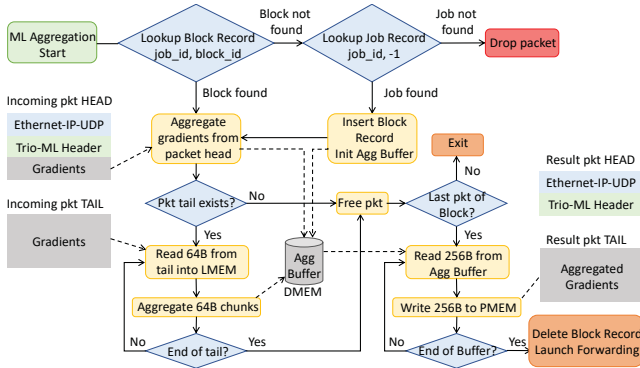 ML Aggregation
Start
Lookup Block Record
job_id, block_id
Block not
found
Lookup Job Record
job_id, -1
Job not
found
Drop packet
Block found
Job found
Incoming pkt HEAD
Ethernet-IP-UDP
Trio-ML Header
Gradients
Aggregate
gradients from
packet head
Insert Block
Record
Init Agg Buffer
Exit
Result pkt HEAD
Ethernet-IP-UDP
Trio-ML Header
No
Incoming pkt TAIL
Gradients
Pkt tail exists?
No
Free pkt
Last pkt of
Block?
Yes
Yes
Result pkt TAIL
Aggregated
Gradients
Read 64B from
tail into LMEM
Agg
Buffer
DMEM
Read 256B from
Agg Buffer
Aggregate 64B chunks
Write 256B to PMEM
No
End of tail?
Yes
No
End of Buffer?
Yes
Delete Block Record
Launch Forwarding